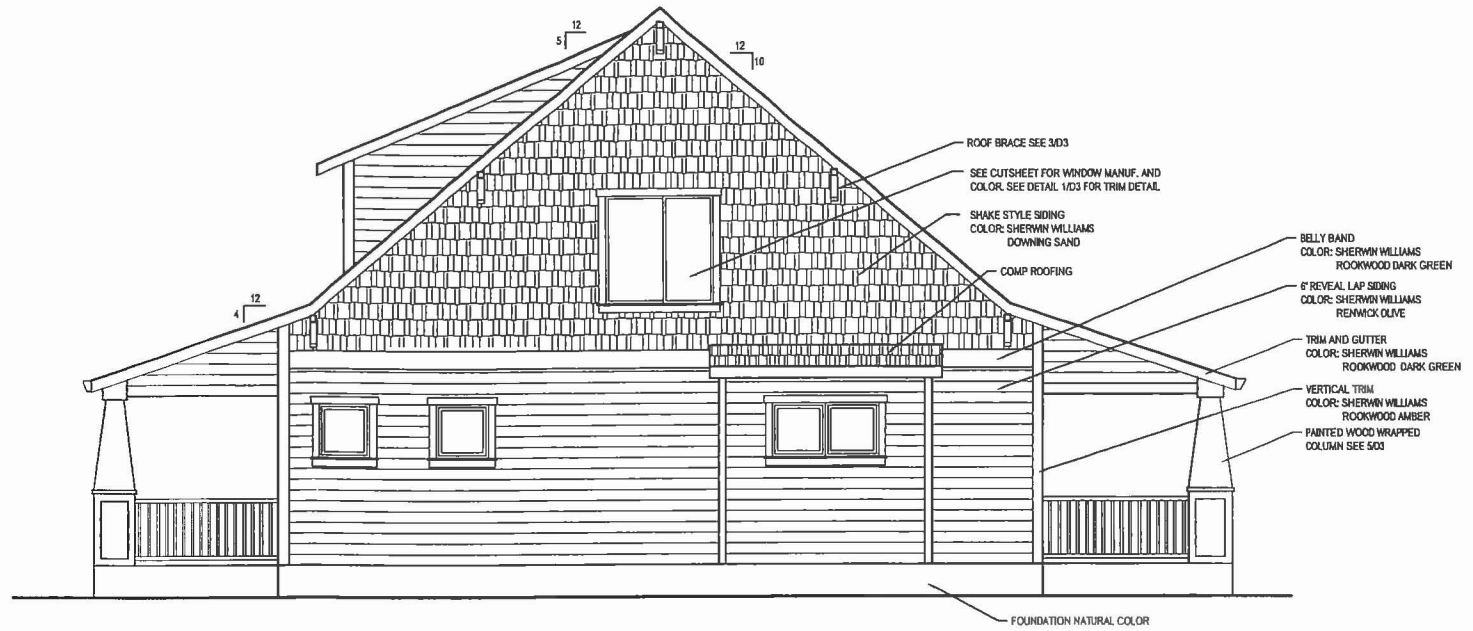 12
5
12
10
12
4
ROOF BRACE SEE 3/D3
SEE CUTSHEET FOR WINDOW MANUF. AND
COLOR. SEE DETAIL 1/D3 FOR TRIM DETAIL
SHAKE STYLE SIDING
COLOR: SHERWIN WILLIAMS
DOWNING SAND
COMP ROOFING
BELLY BAND
COLOR: SHERWIN WILLIAMS
ROOKWOOD DARK GREEN
6" REVEAL LAP SIDING
COLOR: SHERWIN WILLIAMS
RENWICK OLIVE
TRIM AND GUTTER
COLOR: SHERWIN WILLIAMS
ROOKWOOD DARK GREEN
VERTICAL TRIM
COLOR: SHERWIN WILLIAMS
ROOKWOOD AMBER
PAINTED WOOD WRAPPED
COLUMN SEE 5/D3
FOUNDATION NATURAL COLOR